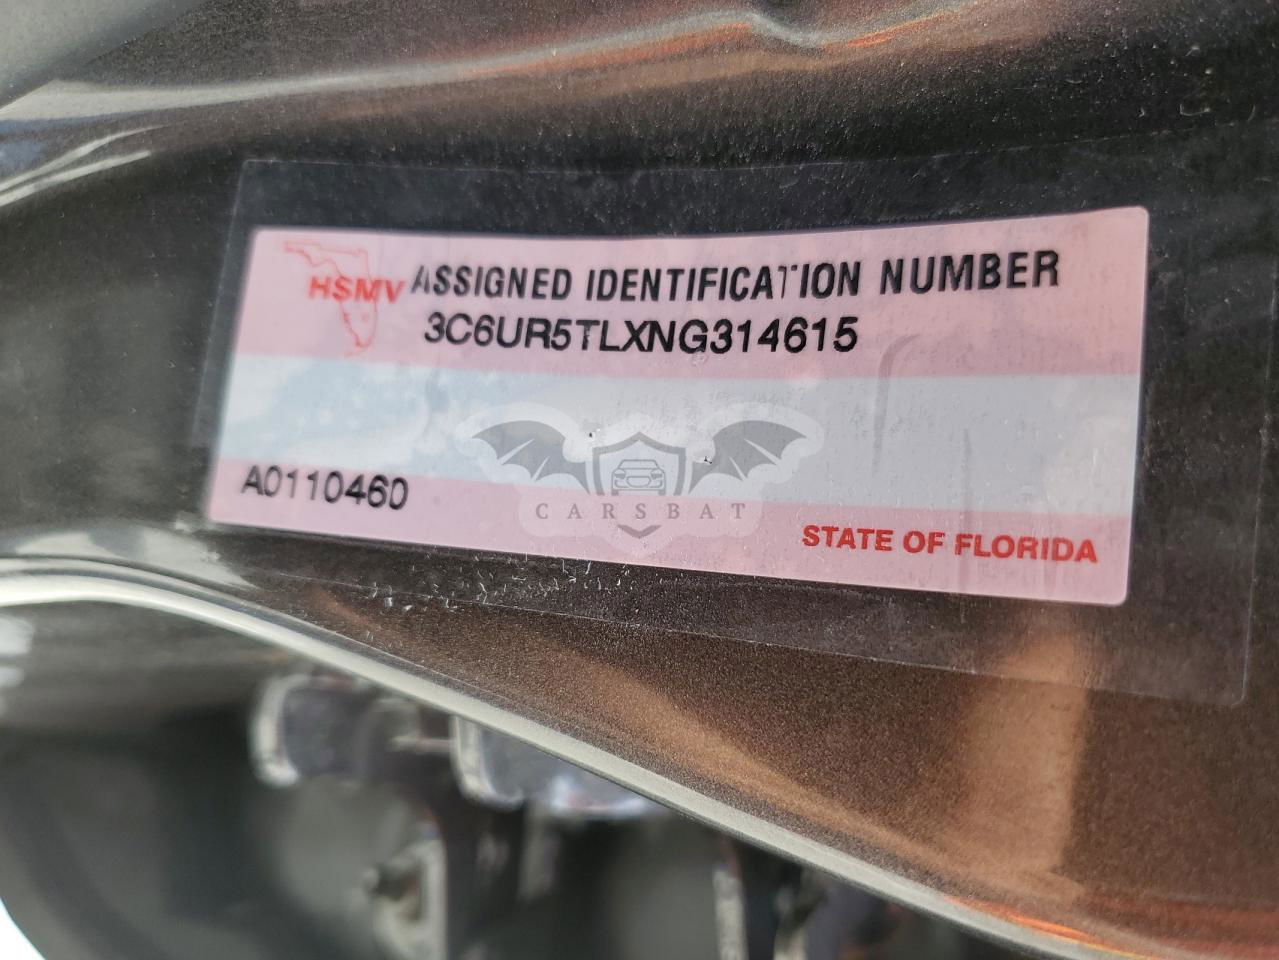 HSMV ASSIGNED IDENTIFICATION NUMBER
3C6UR5TLXNG314615
A0110460
CARSBAT
STATE OF FLORIDA